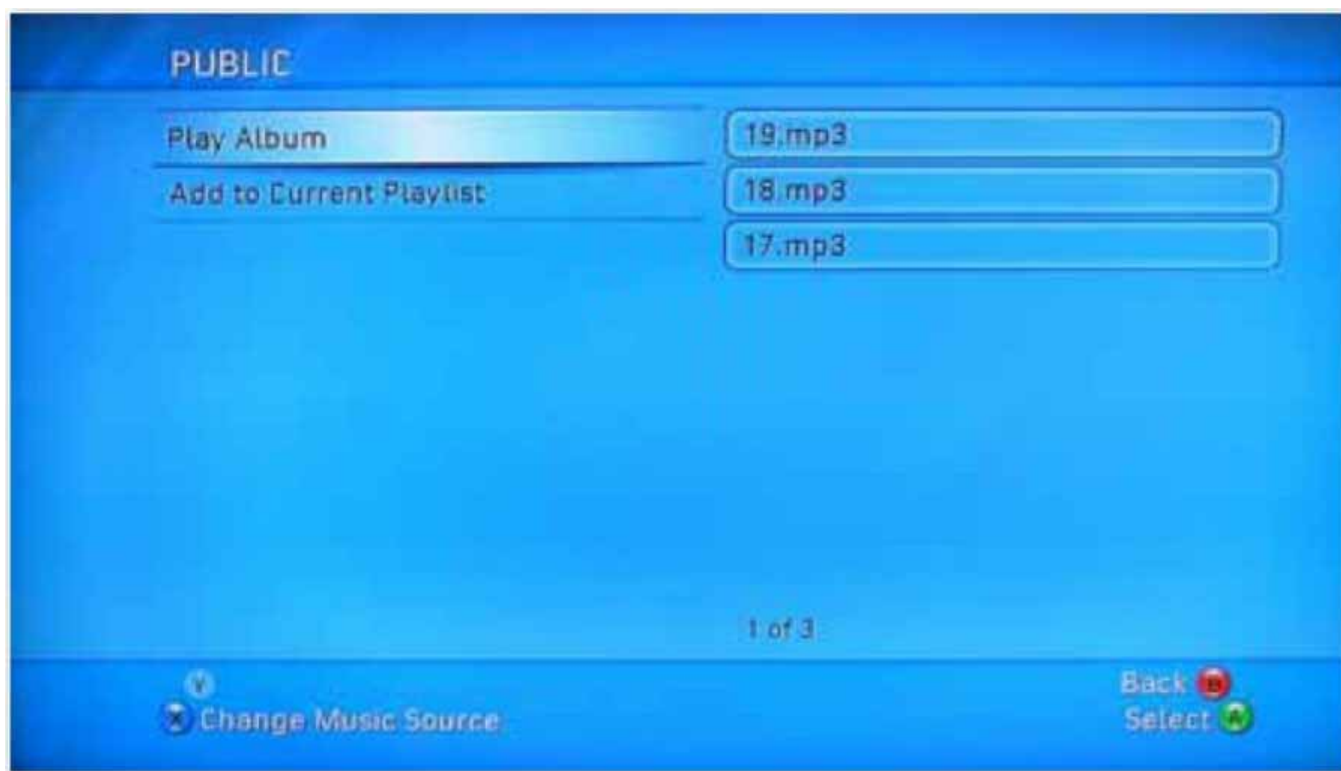 PUBLIC
Play Album
Add to Current Playlist
19.mp3
18.mp3
17.mp3
1 of 3
Y
X Change Music Source
Back B
Select A